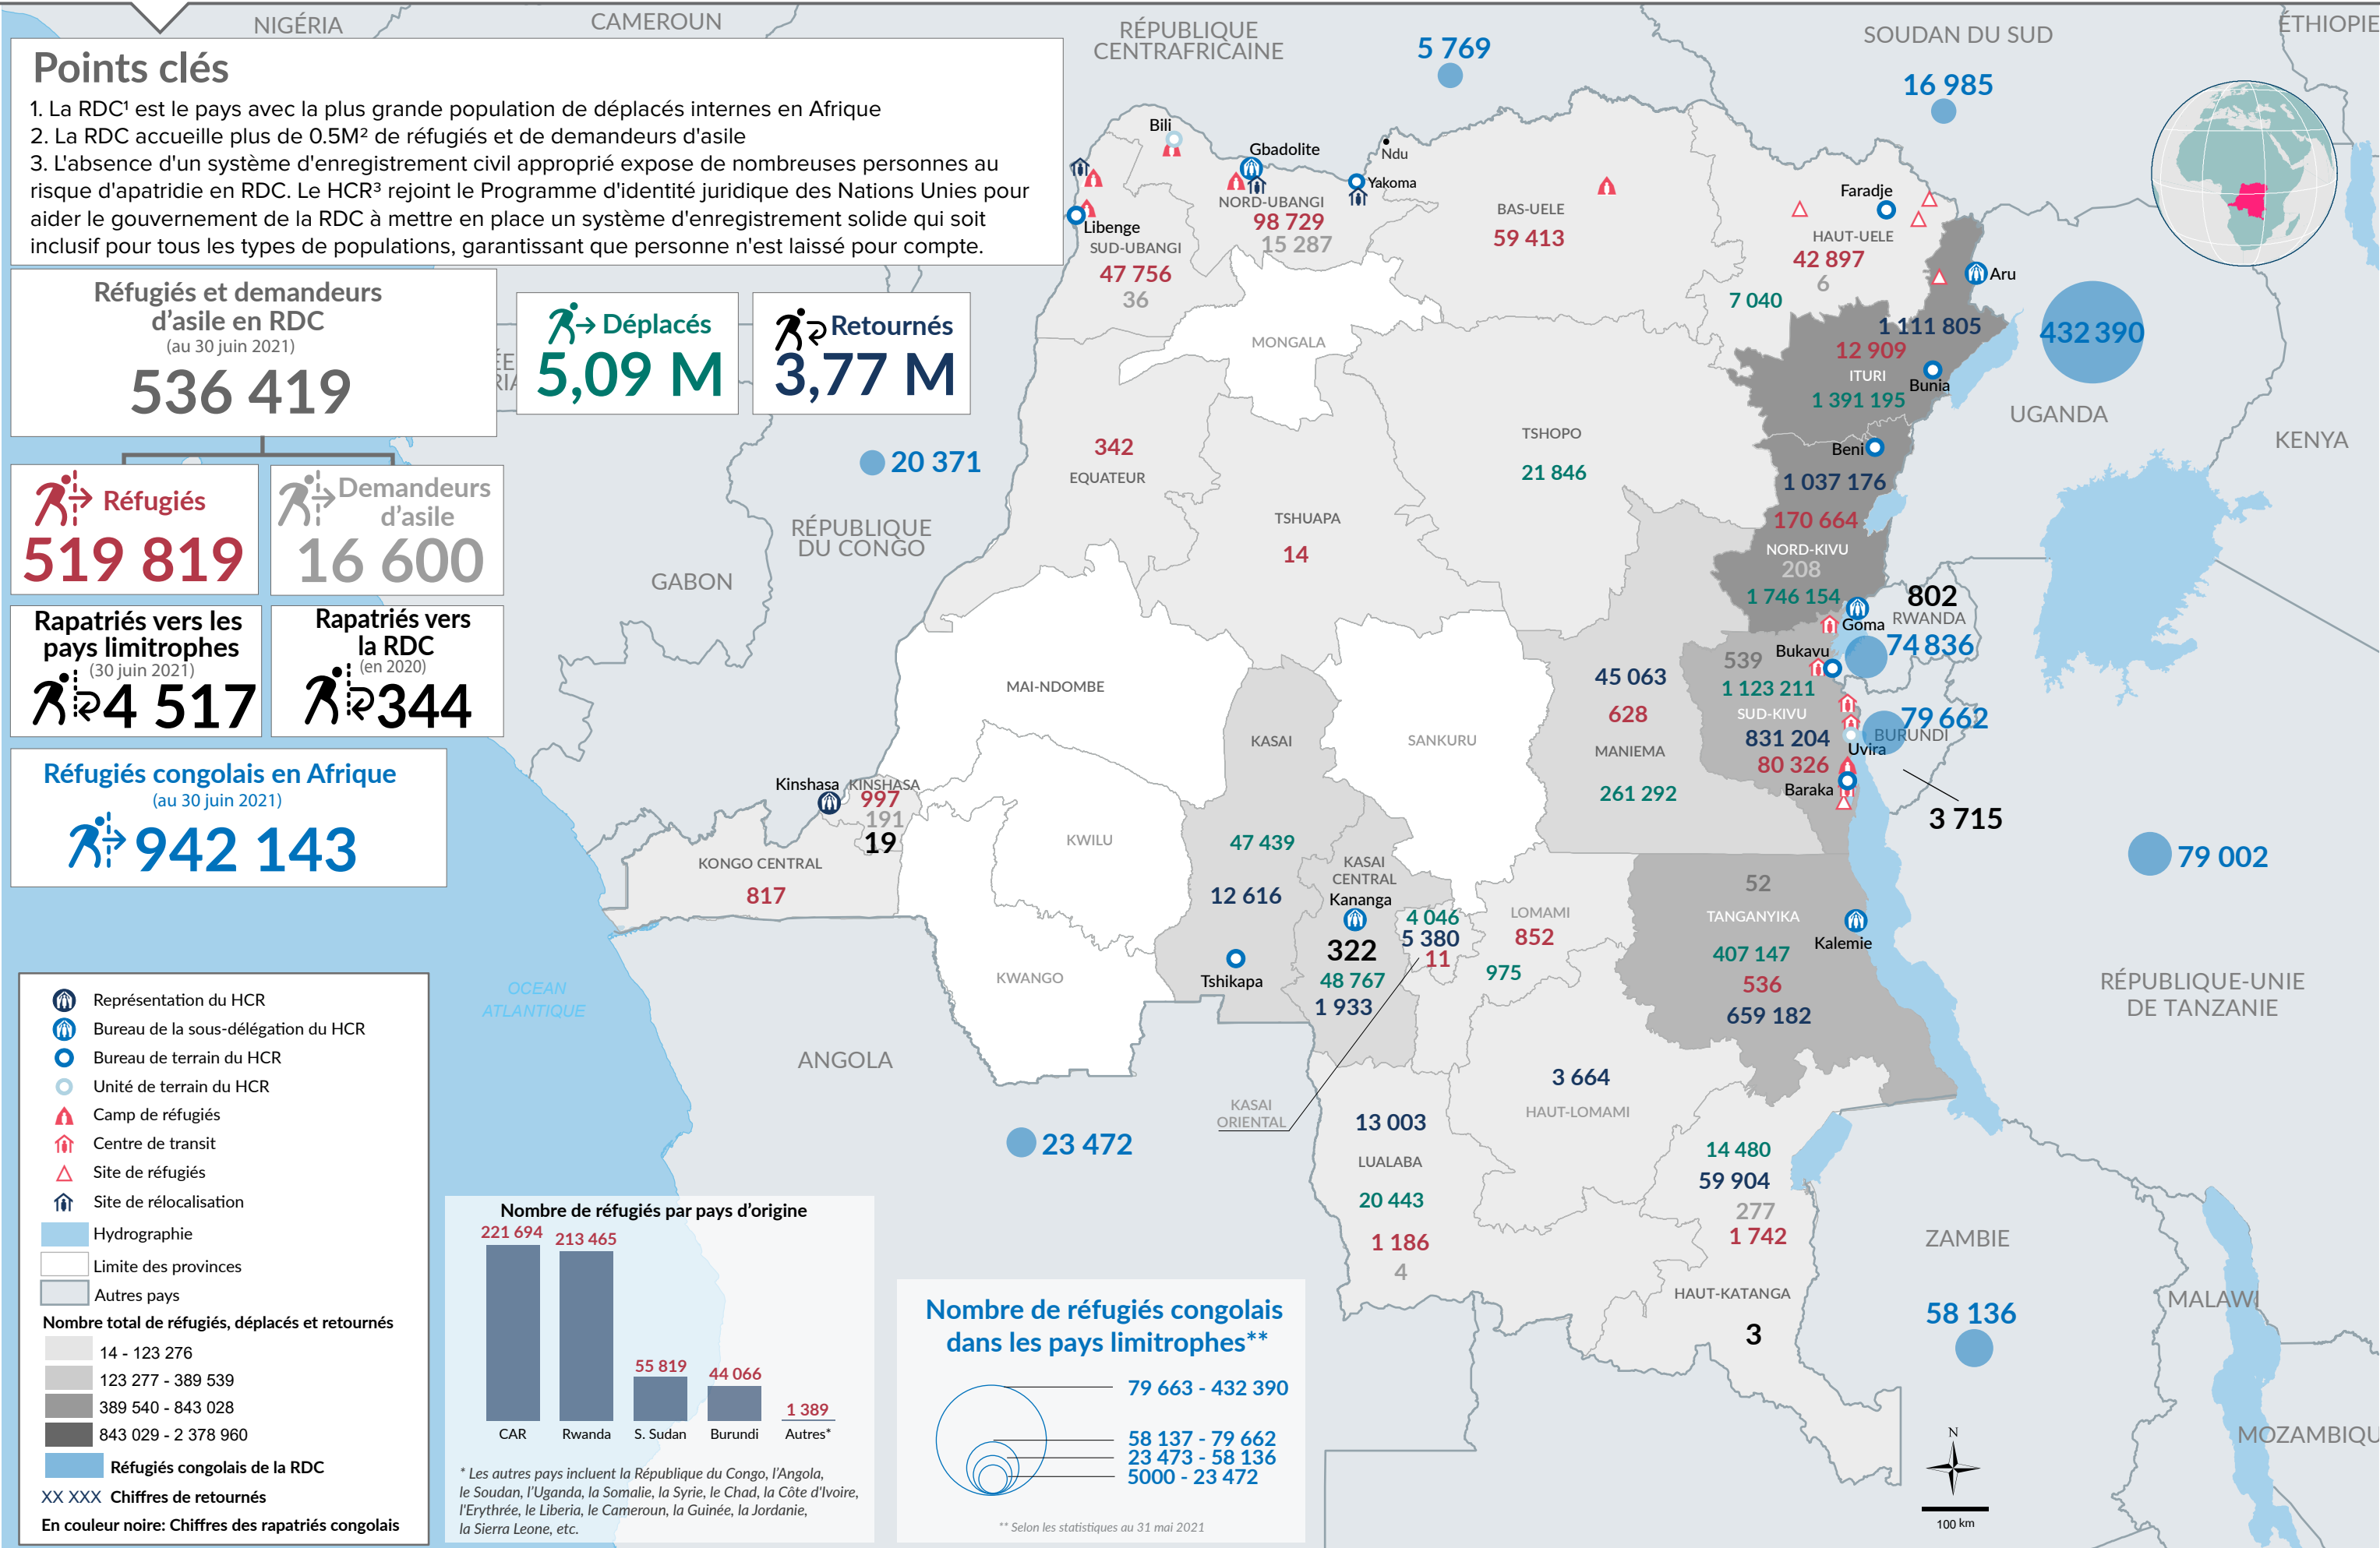 NIGÉRIA
CAMEROUN
RÉPUBLIQUE
CENTRAFRICAINE
5 769
SOUDAN DU SUD
16 985
ÉTHIOPIE
Points clés
1. La RDC¹ est le pays avec la plus grande population de déplacés internes en Afrique
2. La RDC accueille plus de 0.5M² de réfugiés et de demandeurs d'asile
3. L'absence d'un système d'enregistrement civil approprié expose de nombreuses personnes au
risque d'apatridie en RDC. Le HCR³ rejoint le Programme d'identité juridique des Nations Unies pour
aider le gouvernement de la RDC à mettre en place un système d'enregistrement solide qui soit
inclusif pour tous les types de populations, garantissant que personne n'est laissé pour compte.
Réfugiés et demandeurs
d'asile en RDC
(au 30 juin 2021)
536 419
Déplacés
5,09 M
Retournés
3,77 M
Réfugiés
519 819
Demandeurs
d'asile
16 600
Rapatriés vers les
pays limitrophes
(30 juin 2021)
4 517
Rapatriés vers
la RDC
(en 2020)
344
Réfugiés congolais en Afrique
(au 30 juin 2021)
942 143
Bili
Gbadolite
Ndu
Yakoma
Libenge
NORD-UBANGI
98 729
15 287
SUD-UBANGI
47 756
36
BAS-UELE
59 413
Faradje
HAUT-UELE
42 897
6
7 040
Aru
1 111 805
12 909
ITURI
Bunia
1 391 195
432 390
UGANDA
KENYA
MONGALA
342
EQUATEUR
TSHOPO
21 846
TSHUAPA
14
Beni
1 037 176
170 664
NORD-KIVU
208
1 746 154
802
RWANDA
Goma
74 836
Bukavu
539
1 123 211
SUD-KIVU
831 204
80 326
79 662
BURUNDI
Uvira
Baraka
3 715
20 371
RÉPUBLIQUE
DU CONGO
GABON
MAI-NDOMBE
KASAI
SANKURU
45 063
628
MANIEMA
261 292
Kinshasa
KINSHASA
997
191
19
KONGO CENTRAL
817
KWILU
KWANGO
47 439
12 616
Tshikapa
KASAI
CENTRAL
Kananga
322
48 767
1 933
4 046
5 380
11
LOMAMI
852
975
52
TANGANYIKA
Kalemie
407 147
536
659 182
79 002
RÉPUBLIQUE-UNIE
DE TANZANIE
OCEAN
ATLANTIQUE
ANGOLA
23 472
KASAI
ORIENTAL
13 003
LUALABA
20 443
1 186
4
3 664
HAUT-LOMAMI
14 480
59 904
277
1 742
HAUT-KATANGA
3
ZAMBIE
58 136
MALAWI
MOZAMBIQU
Représentation du HCR
Bureau de la sous-délégation du HCR
Bureau de terrain du HCR
Unité de terrain du HCR
Camp de réfugiés
Centre de transit
Site de réfugiés
Site de rélocalisation
Hydrographie
Limite des provinces
Autres pays
Nombre total de réfugiés, déplacés et retournés
14 - 123 276
123 277 - 389 539
389 540 - 843 028
843 029 - 2 378 960
Réfugiés congolais de la RDC
XX XXX Chiffres de retournés
En couleur noire: Chiffres des rapatriés congolais
Nombre de réfugiés par pays d'origine
221 694
213 465
55 819
44 066
1 389
CAR
Rwanda
S. Sudan
Burundi
Autres*
* Les autres pays incluent la République du Congo, l'Angola,
le Soudan, l'Uganda, la Somalie, la Syrie, le Chad, la Côte d'Ivoire,
l'Erythrée, le Liberia, le Cameroun, la Guinée, la Jordanie,
la Sierra Leone, etc.
Nombre de réfugiés congolais
dans les pays limitrophes**
79 663 - 432 390
58 137 - 79 662
23 473 - 58 136
5000 - 23 472
** Selon les statistiques au 31 mai 2021
N
100 km